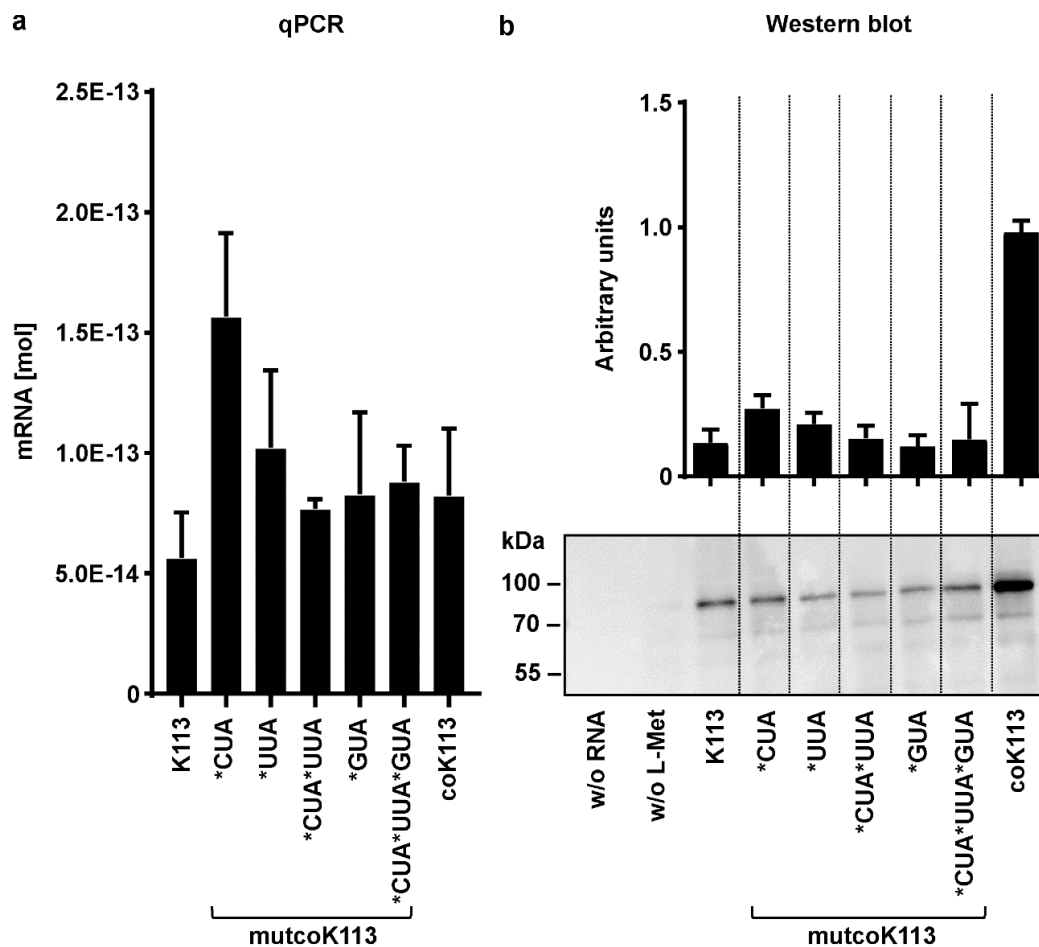 a
qPCR
2.5E-13
2.0E-13
1.5E-13
1.0E-13
5.0E-14
0
mRNA [mol]
K113
*CUA
*UUA
*CUA*UUA
*GUA
*CUA*UUA*GUA
coK113
mutcoK113
b
Western blot
1.5
1.0
0.5
0
Arbitrary units
kDa
100
70
55
w/o RNA
w/o L-Met
K113
*CUA
*UUA
*CUA*UUA
*GUA
*CUA*UUA*GUA
coK113
mutcoK113